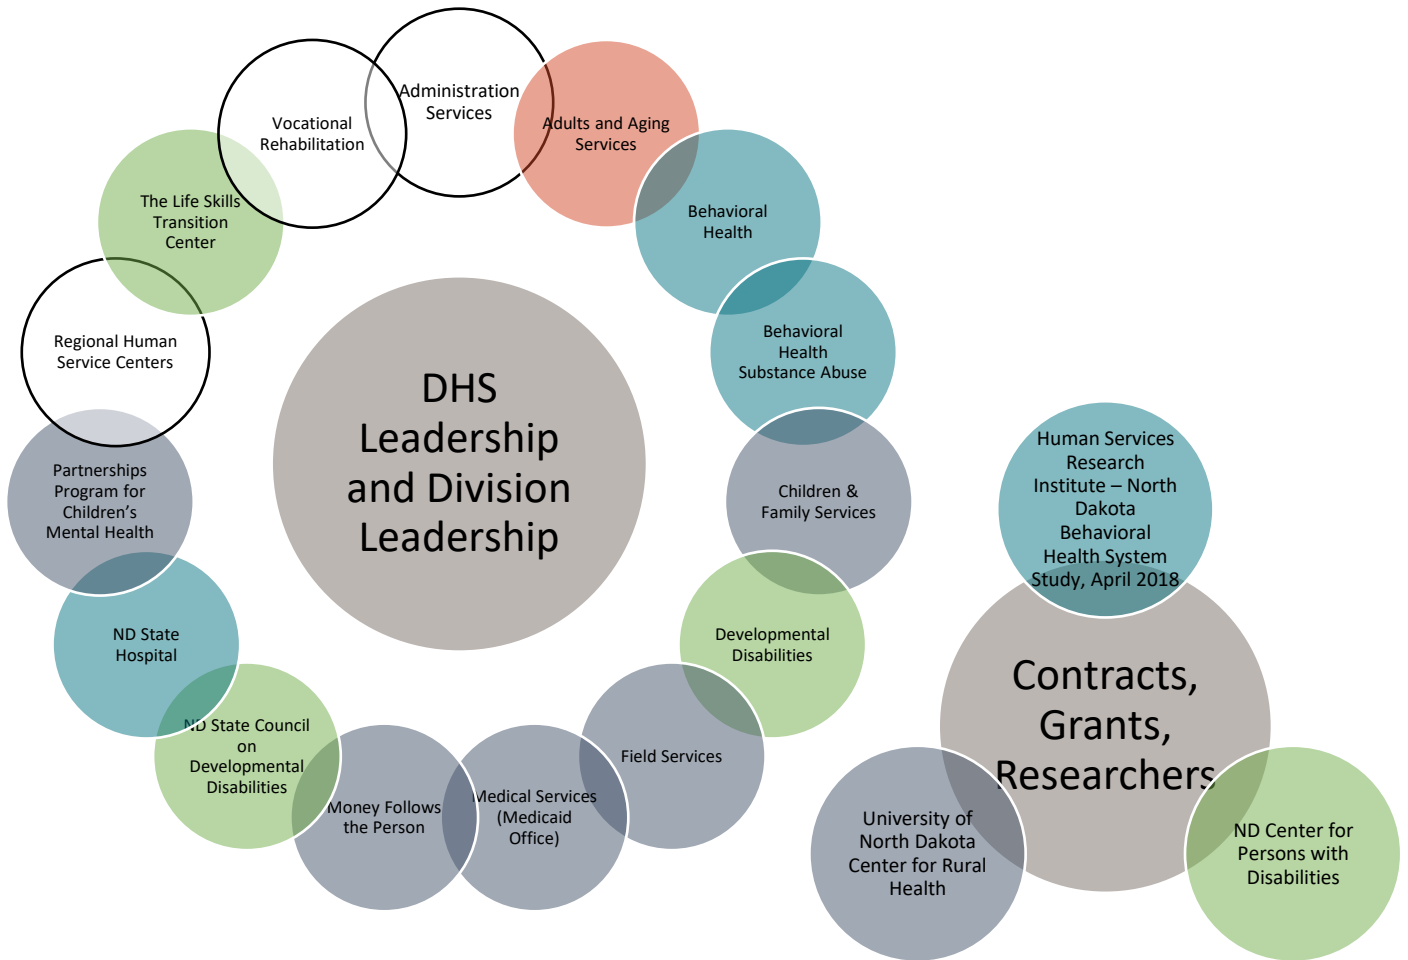 Administration
Services
Adults and Aging
Services
Behavioral
Health
Behavioral
Health
Substance Abuse
Children &
Family Services
Developmental
Disabilities
Field Services
Medical Services
(Medicaid
Office)
Money Follows
the Person
ND State Council
on
Developmental
Disabilities
ND State
Hospital
Partnerships
Program for
Children’s
Mental Health
Regional Human
Service Centers
The Life Skills
Transition
Center
Vocational
Rehabilitation
DHS
Leadership
and Division
Leadership
Human Services
Research
Institute – North
Dakota
Behavioral
Health System
Study, April 2018
Contracts,
Grants,
Researchers
University of
North Dakota
Center for Rural
Health
ND Center for
Persons with
Disabilities